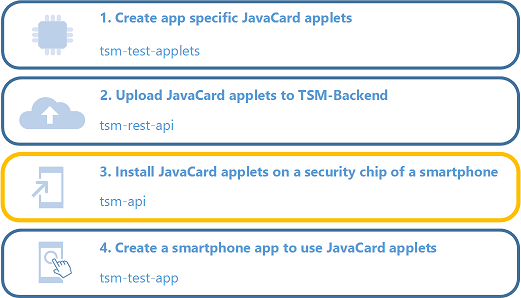 1. Create app specific JavaCard applets
tsm-test-applets
2. Upload JavaCard applets to TSM-Backend
tsm-rest-api
3. Install JavaCard applets on a security chip of a smartphone
tsm-api
4. Create a smartphone app to use JavaCard applets
tsm-test-app